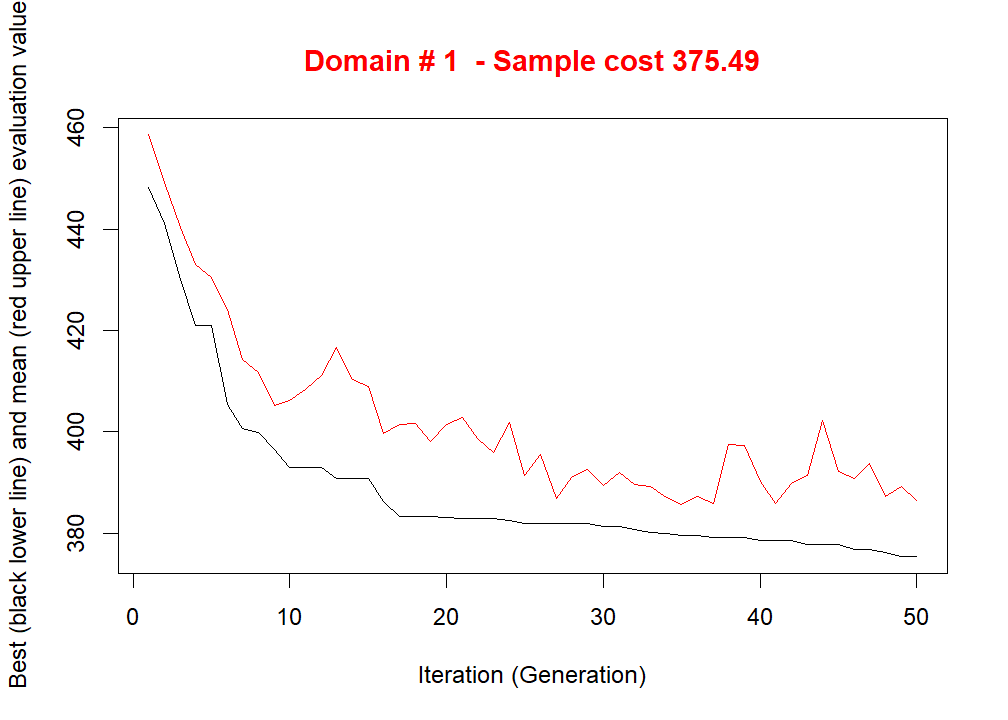 Domain # 1  - Sample cost 375.49
Best (black lower line) and mean (red upper line) evaluation value
460
440
420
400
380
0 10 20 30 40 50
Iteration (Generation)